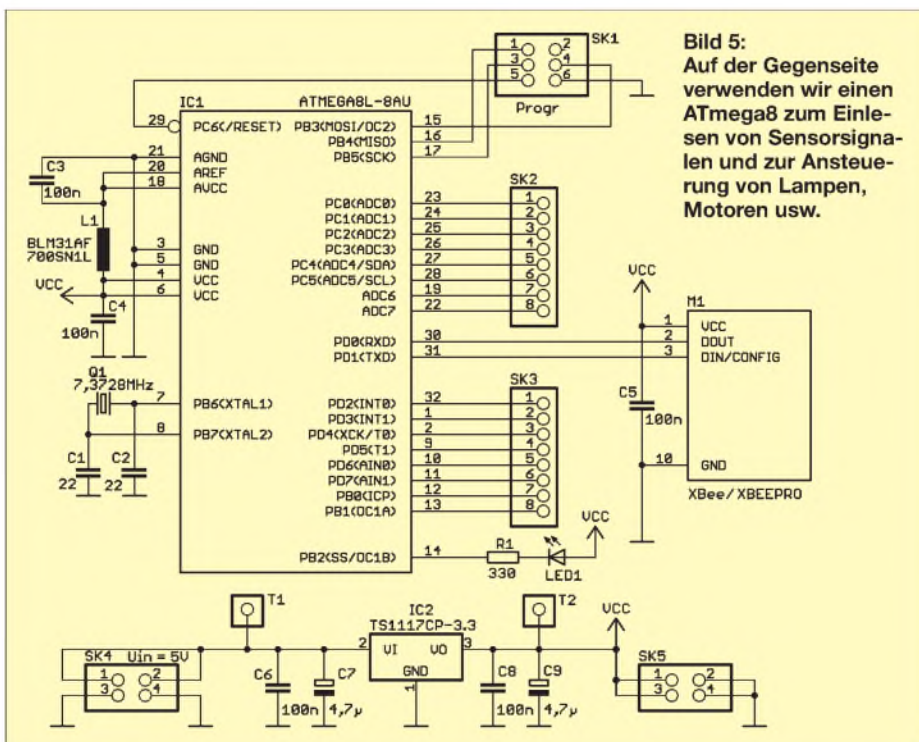 Bild 5:
Auf der Gegenseite
verwenden wir einen
ATmega8 zum Einle-
sen von Sensorsigna-
len und zur Ansteue-
rung von Lampen,
Motoren usw.
SK1
1 2
3 4
5 6
Progr
IC1
ATMEGA8L-8AU
29 PC6(/RESET)
PB3(MOSI/OC2) 15
PB4(MISO) 16
PB5(SCK) 17
21 AGND
20 AREF
18 AVCC
C3
100n
L1
BLM31AF
700SN1L
3 GND
5 GND
4 VCC
6 VCC
VCC
C4
100n
Q1
7,3728MHz
7 PB6(XTAL1)
8 PB7(XTAL2)
C1
22
C2
22
SK2
PC0(ADC0) 23 1
PC1(ADC1) 24 2
PC2(ADC2) 25 3
PC3(ADC3) 26 4
PC4(ADC4/SDA) 27 5
PC5(ADC5/SCL) 28 6
ADC6 19 7
ADC7 22 8
PD0(RXD) 30
PD1(TXD) 31
SK3
PD2(INT0) 32 1
PD3(INT1) 1 2
PD4(XCK/T0) 2 3
PD5(T1) 9 4
PD6(AIN0) 10 5
PD7(AIN1) 11 6
PB0(ICP) 12 7
PB1(OC1A) 13 8
PB2(SS/OC1B) 14
R1
330
LED1
VCC
VCC
M1
1 VCC
2 DOUT
3 DIN/CONFIG
10 GND
C5
100n
XBee/XBEEPRO
SK4 Uin = 5V
1 2
3 4
T1
C6
100n
C7
4,7µ
IC2
TS1117CP-3.3
2 VI VO 3
GND
1
C8
100n
C9
4,7µ
T2
VCC
SK5
1 2
3 4